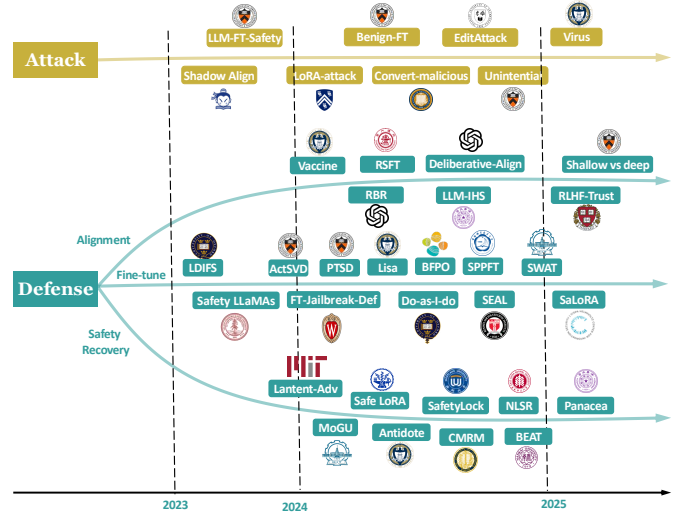 LLM-FT-Safety
Benign-FT
EditAttack
Virus
Attack
Shadow Align
LoRA-attack
Convert-malicious
Unintential
Vaccine
RSFT
Deliberative-Align
Shallow vs deep
RBR
LLM-IHS
RLHF-Trust
Alignment
LDIFS
ActSVD
PTSD
Lisa
BFPO
SPPFT
SWAT
Fine-tune
Defense
Safety LLaMAs
FT-Jailbreak-Def
Do-as-I-do
SEAL
SaLoRA
Safety
Recovery
MIT
Lantent-Adv
Safe LoRA
SafetyLock
NLSR
Panacea
MoGU
Antidote
CMRM
BEAT
2023
2024
2025